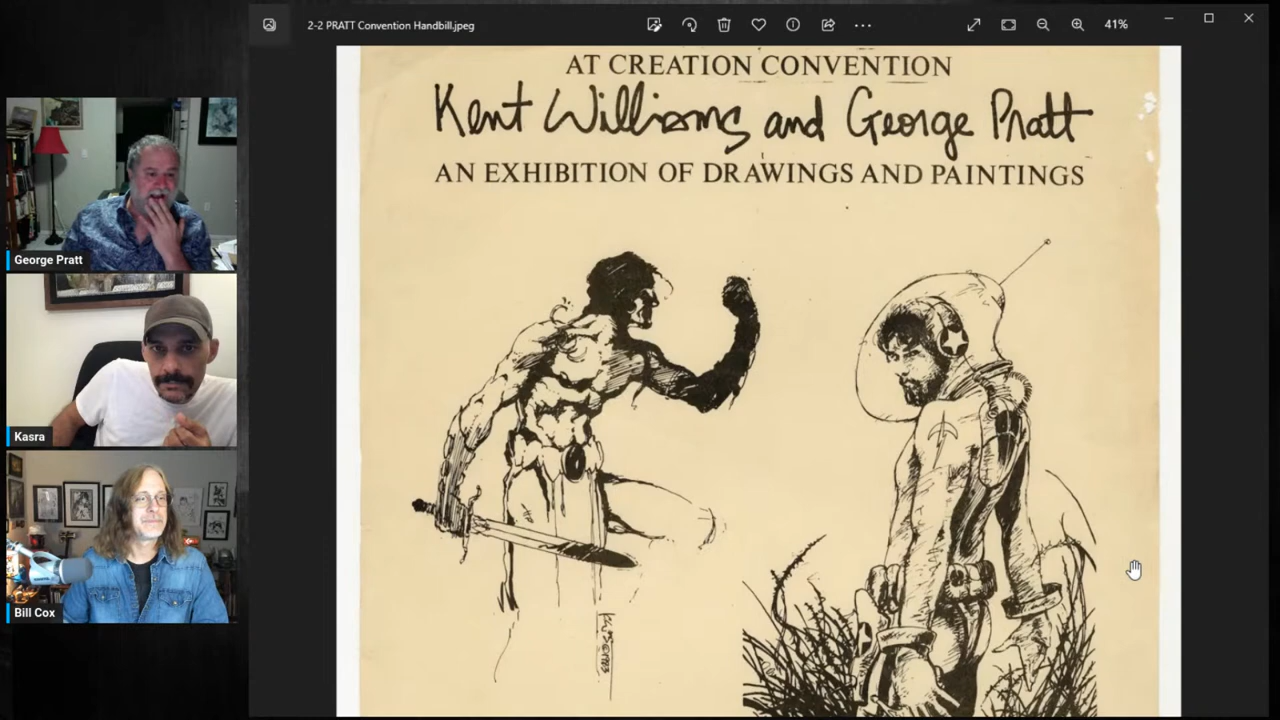 2-2 PRATT Convention Handbill.jpeg
41%
AT CREATION CONVENTION
Kent Williams and George Pratt
AN EXHIBITION OF DRAWINGS AND PAINTINGS
George Pratt
Kasra
Bill Cox